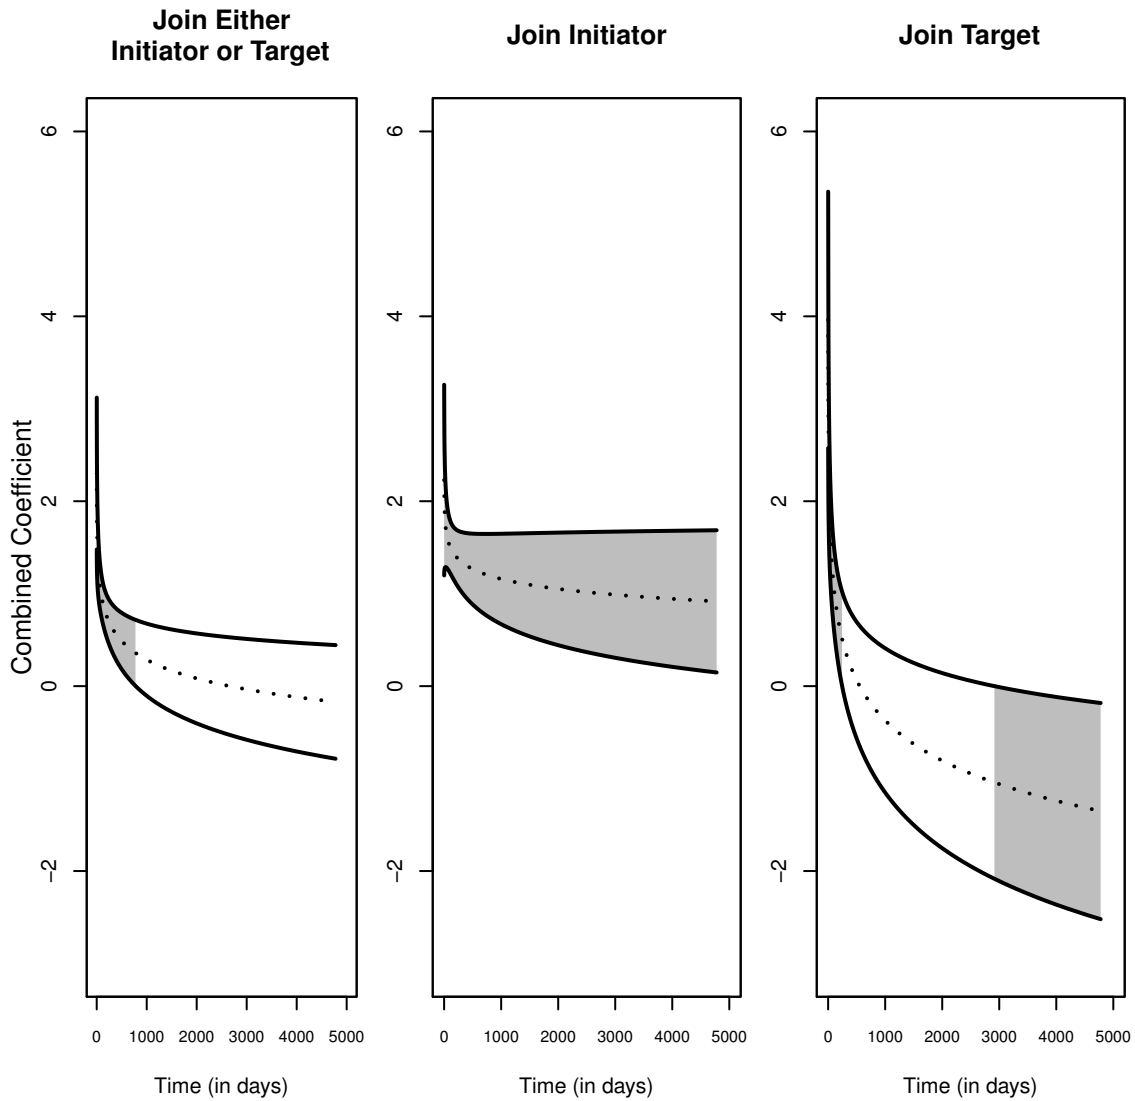 Join Either
Initiator or Target
Join Initiator
Join Target
Combined Coefficient
6
4
2
0
−2
0 1000 2000 3000 4000 5000
Time (in days)
6
4
2
0
−2
0 1000 2000 3000 4000 5000
Time (in days)
6
4
2
0
−2
0 1000 2000 3000 4000 5000
Time (in days)